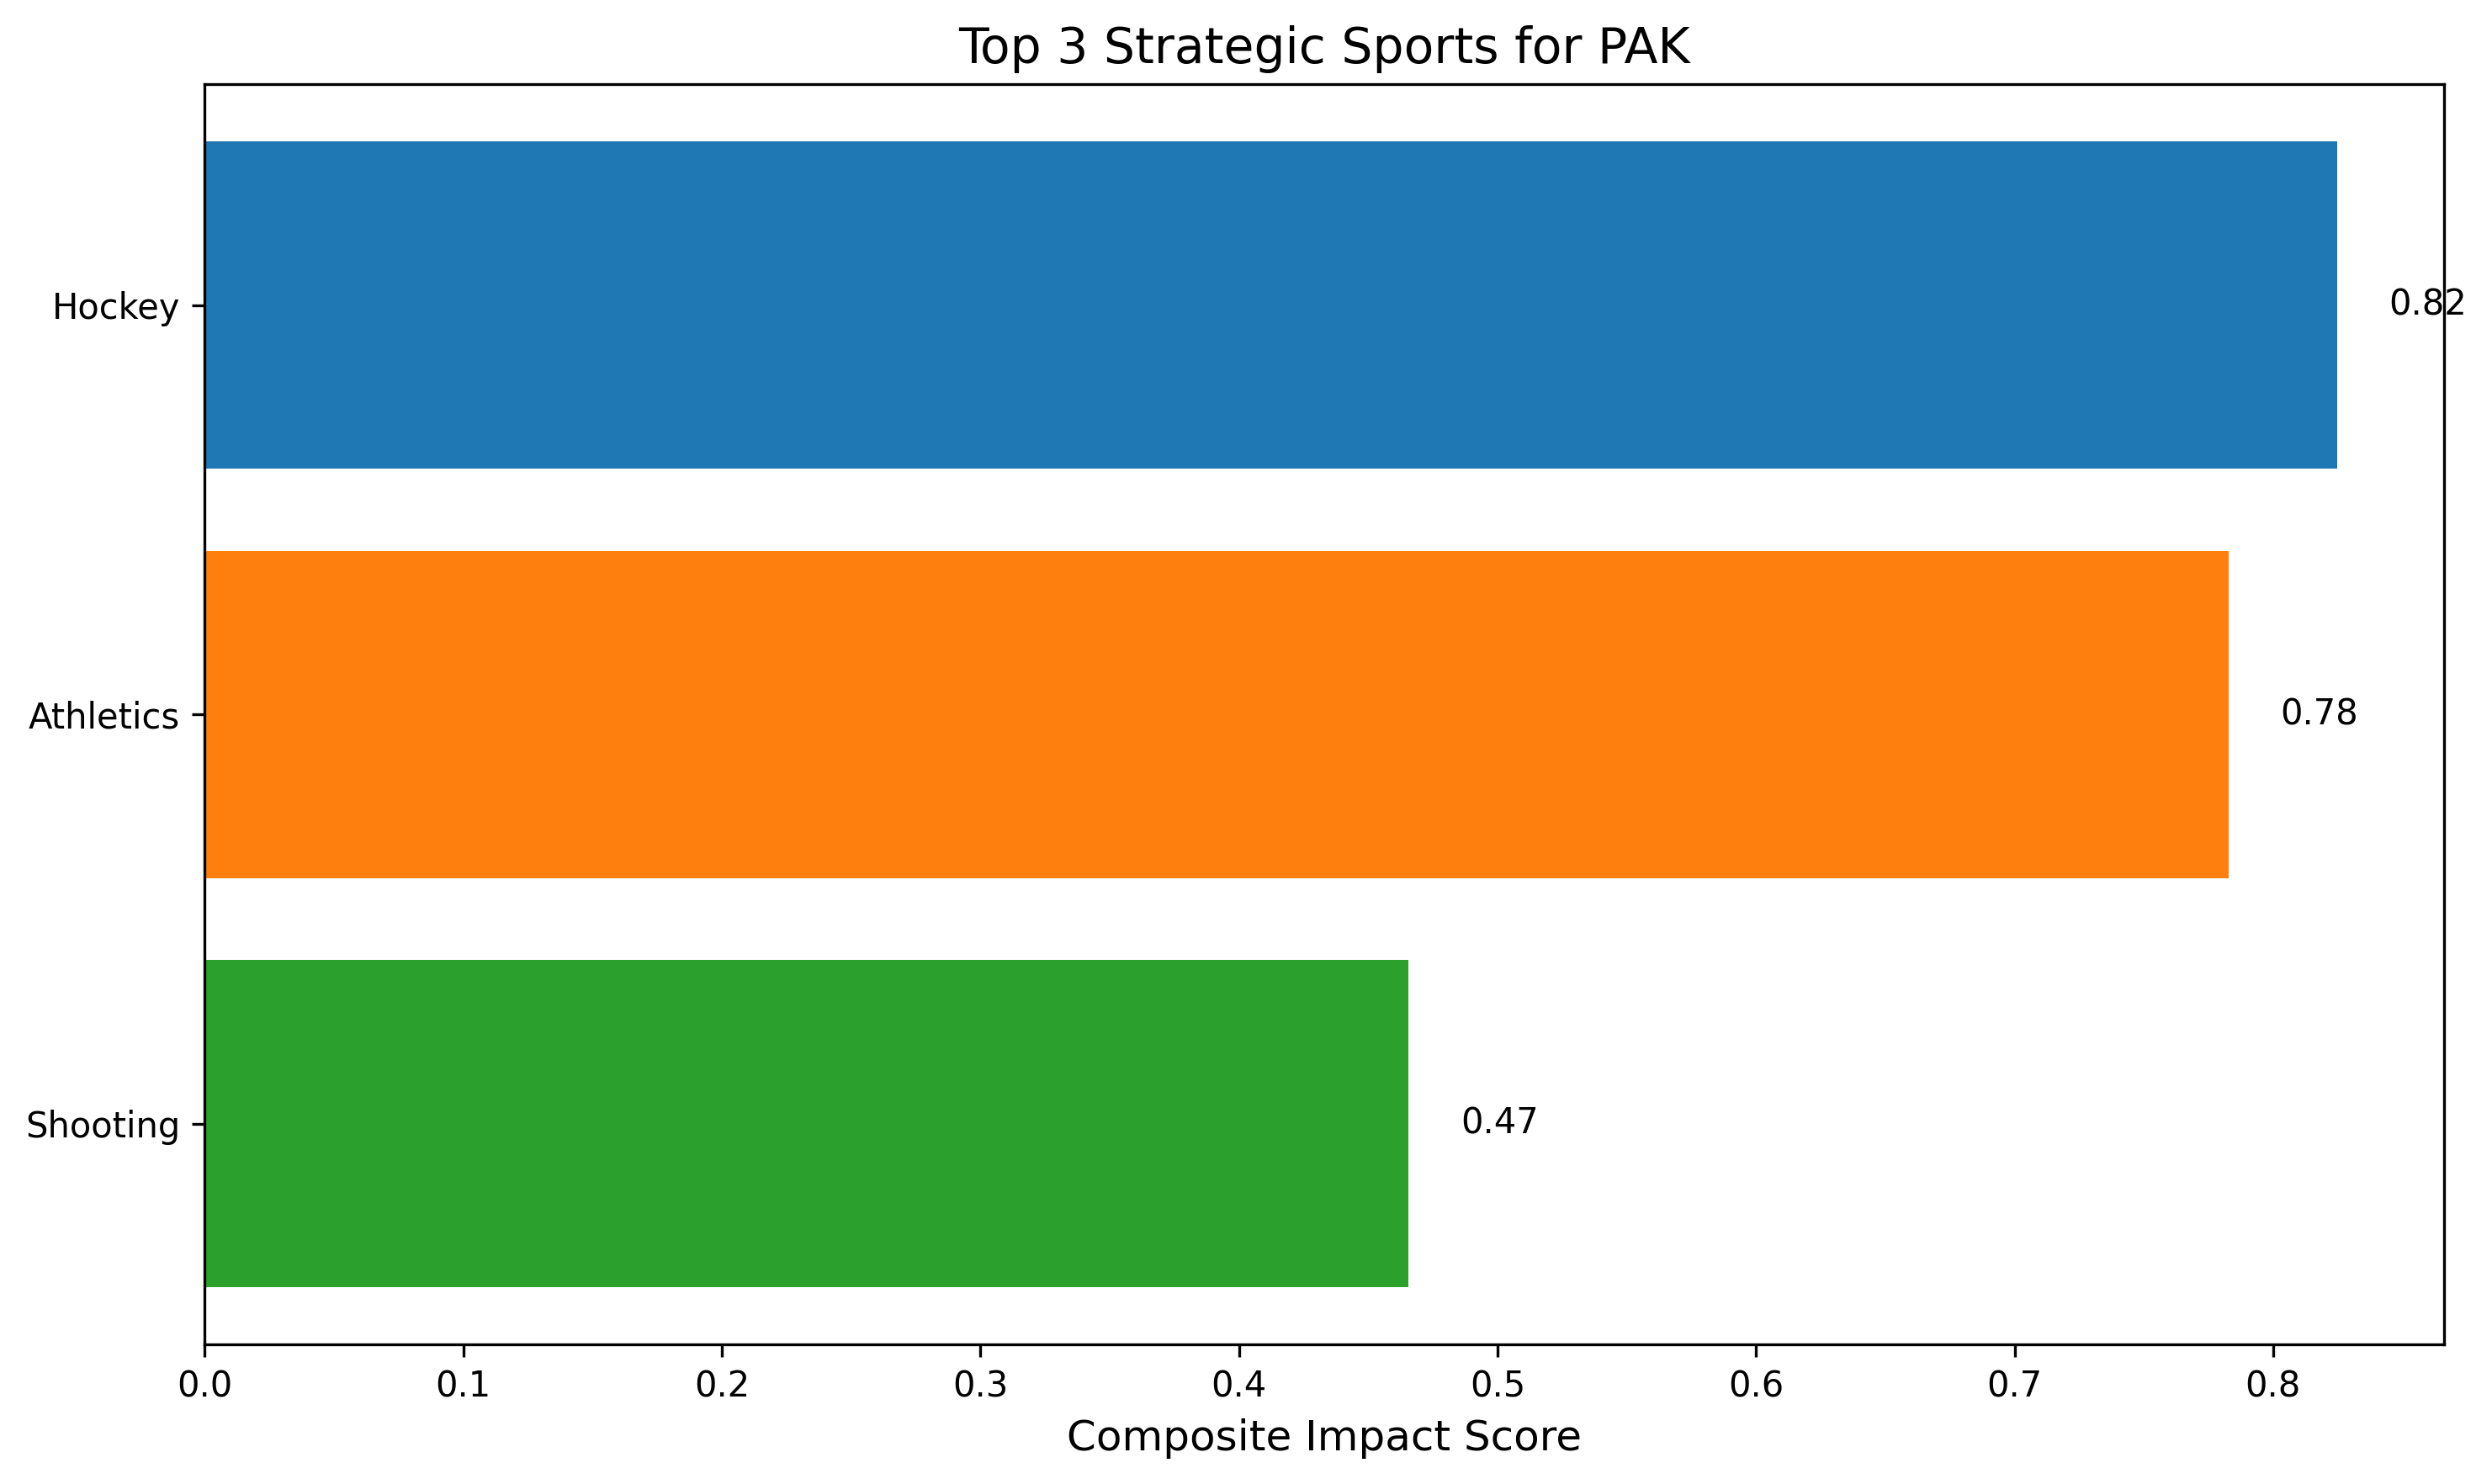 Top 3 Strategic Sports for PAK
Hockey
0.82
Athletics
0.78
Shooting
0.47
0.0 0.1 0.2 0.3 0.4 0.5 0.6 0.7 0.8
Composite Impact Score